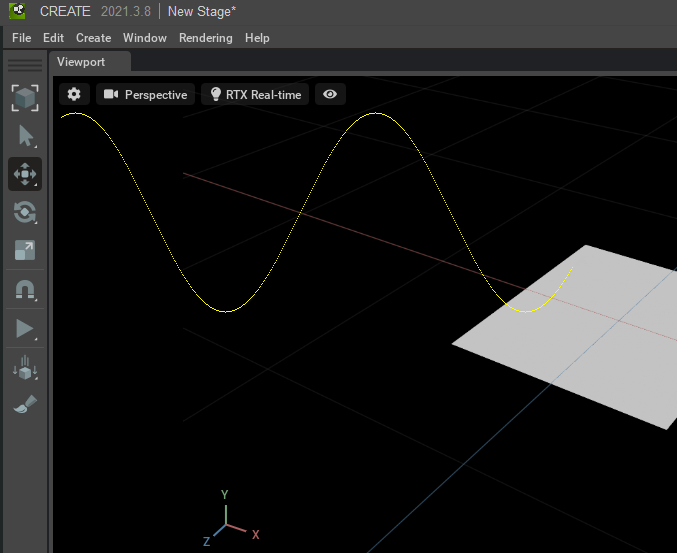 CREATE 2021.3.8 | New Stage*
File Edit Create Window Rendering Help
Viewport
Perspective RTX Real-time
Y
X
Z